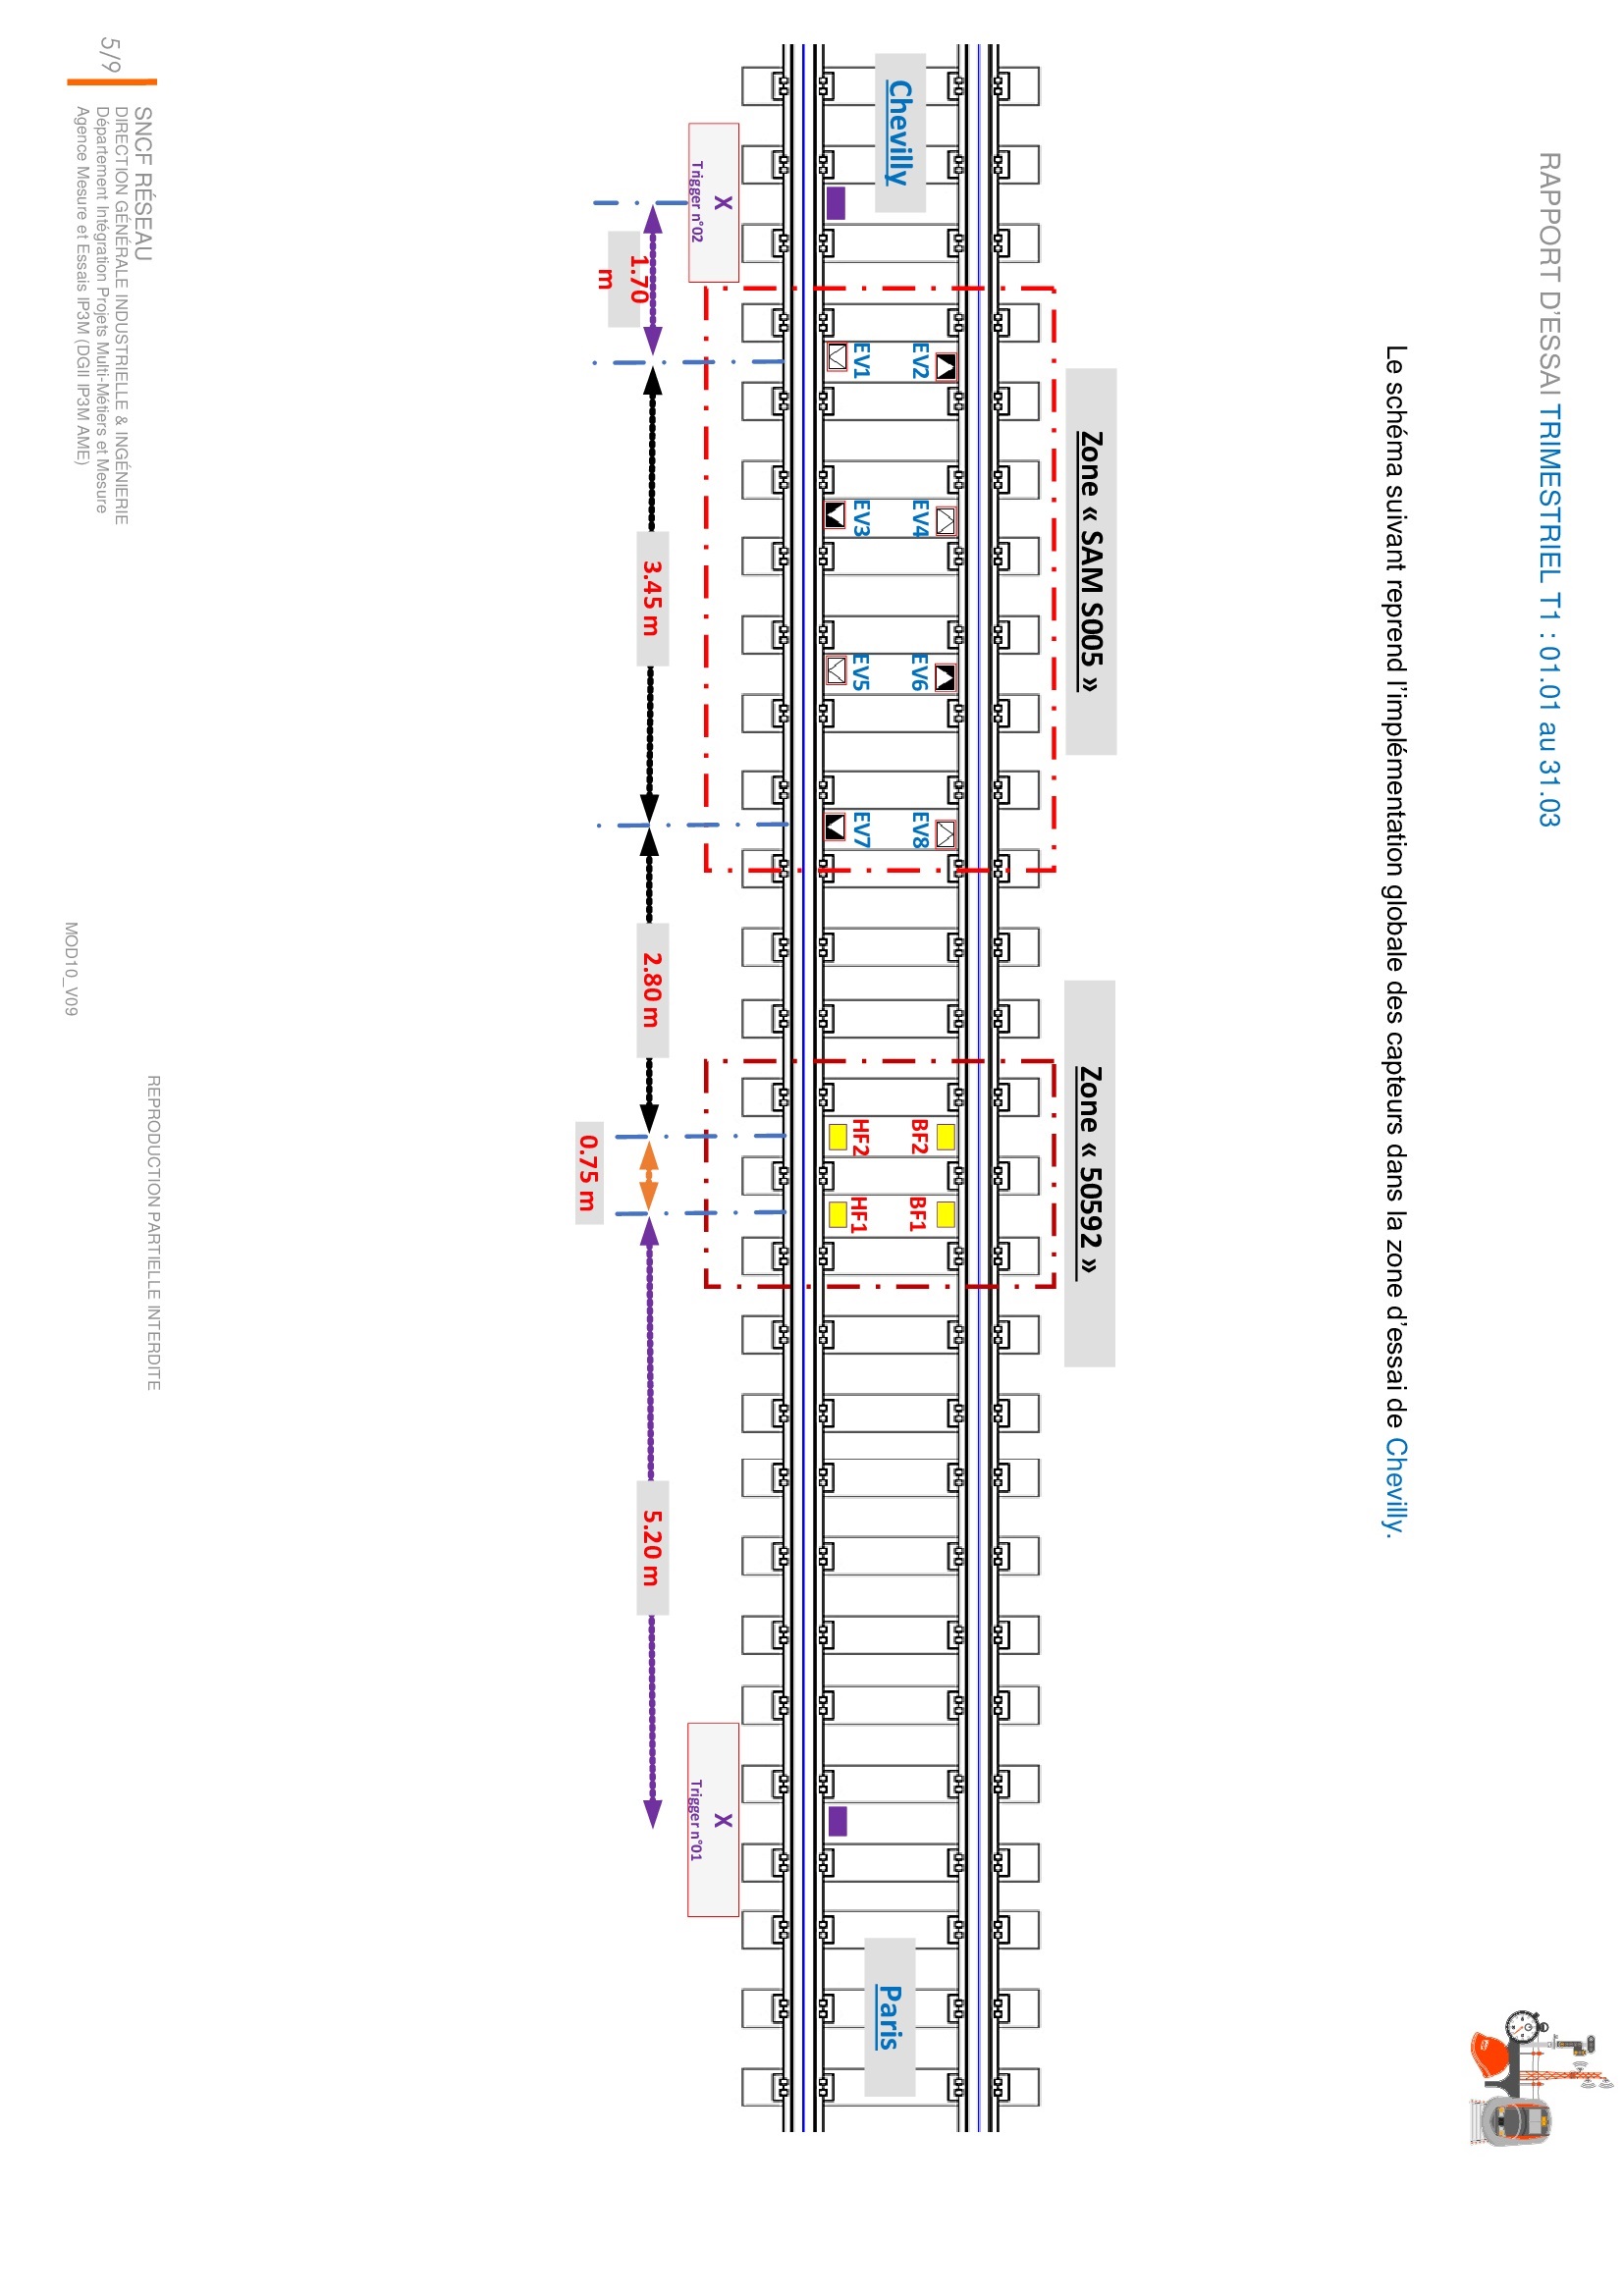 RAPPORT D’ESSAI TRIMESTRIEL T1 : 01.01 au 31.03
Le schéma suivant reprend l’implémentation globale des capteurs dans la zone d’essai de Chevilly.
Zone « SAM S005 »
Zone « 50592 »
Chevilly
Paris
EV2
EV4
EV6
EV8
BF2
BF1
EV1
EV3
EV5
EV7
HF2
HF1
X
Trigger n°02
X
Trigger n°01
1.70
m
3.45 m
2.80 m
0.75 m
5.20 m
5/9
SNCF RÉSEAU
DIRECTION GÉNÉRALE INDUSTRIELLE & INGÉNIERIE
Département Intégration Projets Multi-Métiers et Mesure
Agence Mesure et Essais IP3M (DGII IP3M AME)
MOD10_V09
REPRODUCTION PARTIELLE INTERDITE